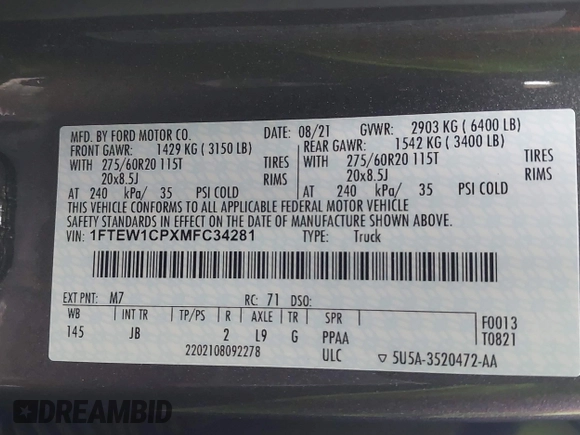 MFD. BY FORD MOTOR CO. DATE: 08/21 GVWR: 2903 KG ( 6400 LB)
FRONT GAWR: 1429 KG ( 3150 LB) REAR GAWR: 1542 KG ( 3400 LB)
WITH 275/60R20 115T TIRES WITH 275/60R20 115T TIRES
20x8.5J RIMS 20x8.5J RIMS
AT 240 kPa/ 35 PSI COLD AT 240 kPa/ 35 PSI COLD
THIS VEHICLE CONFORMS TO ALL APPLICABLE FEDERAL MOTOR VEHICLE
SAFETY STANDARDS IN EFFECT ON THE DATE OF MANUFACTURE SHOWN ABOVE.
VIN: 1FTEW1CPXMFC34281 TYPE: Truck
EXT PNT: M7 RC: 71 DSO:
WB INT TR TP/PS R AXLE TR SPR F0013
145 JB 2 L9 G PPAA T0821
2202108092278 ULC ▽ 5U5A-3520472-AA
DREAMBID